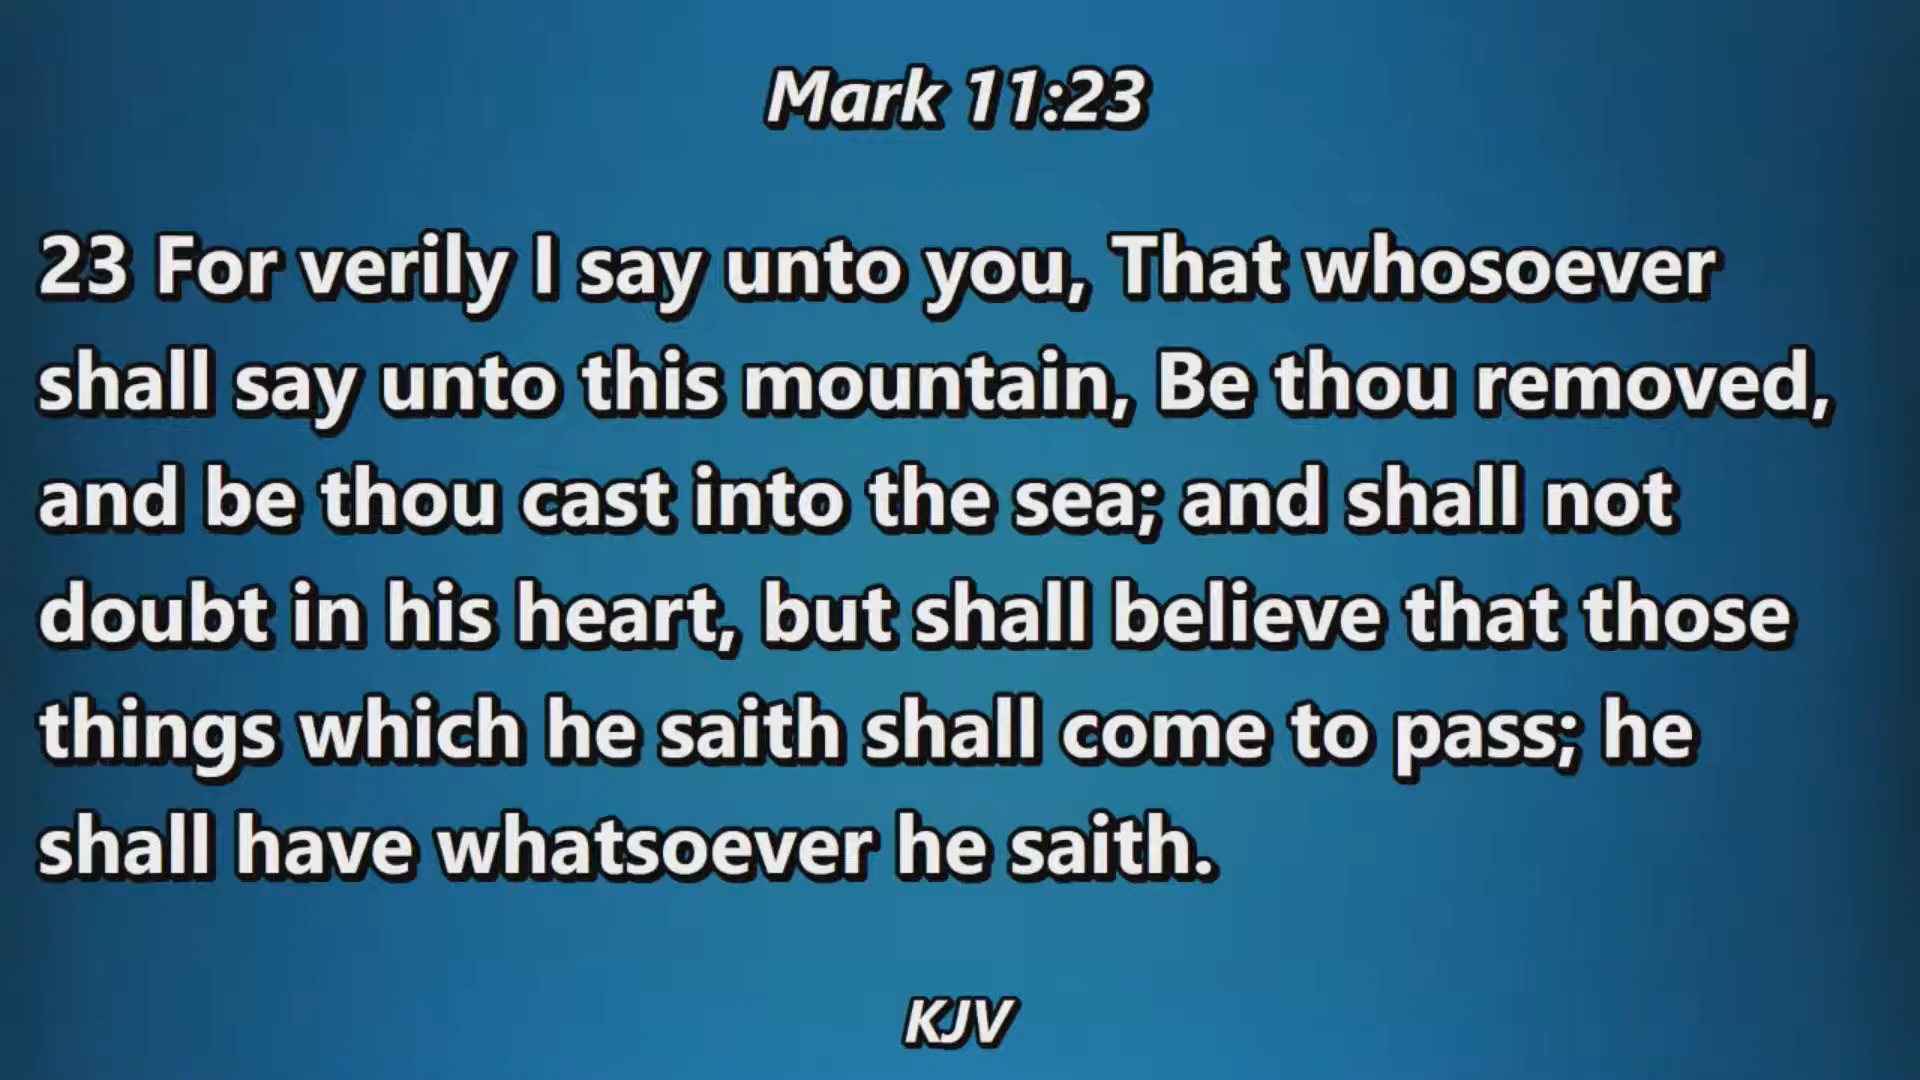 Mark 11:23
23 For verily I say unto you, That whosoever
shall say unto this mountain, Be thou removed,
and be thou cast into the sea; and shall not
doubt in his heart, but shall believe that those
things which he saith shall come to pass; he
shall have whatsoever he saith.
KJV